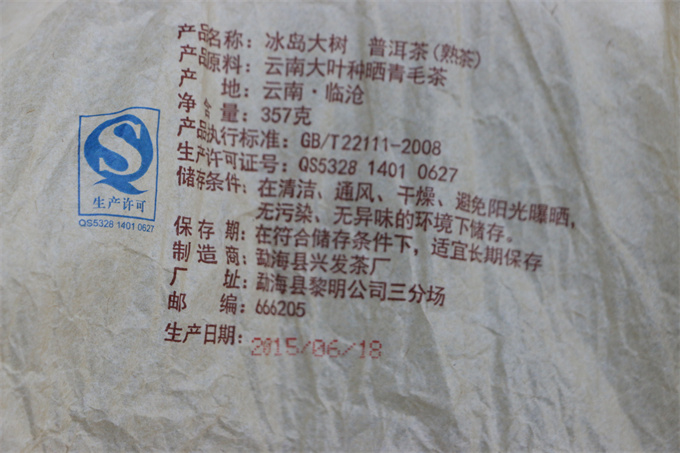 产品名称：冰岛大树 普洱茶(熟茶)
产品原料：云南大叶种晒青毛茶
产 地：云南·临沧
净含量：357克
产品执行标准：GB/T22111-2008
生产许可证号：QS5328 1401 0627
储存条件：在清洁、通风、干燥、避免阳光曝晒，
无污染、无异味的环境下储存。
保存期：在符合储存条件下，适宜长期保存
制造商：勐海县兴发茶厂
厂 址：勐海县黎明公司三分场
邮 编：666205
生产日期：2015/06/18
生产许可
QS5328 1401 0627